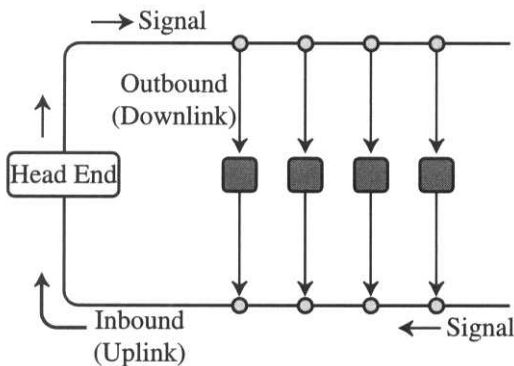 Signal
Outbound
(Downlink)
Head End
Inbound
(Uplink)
Signal